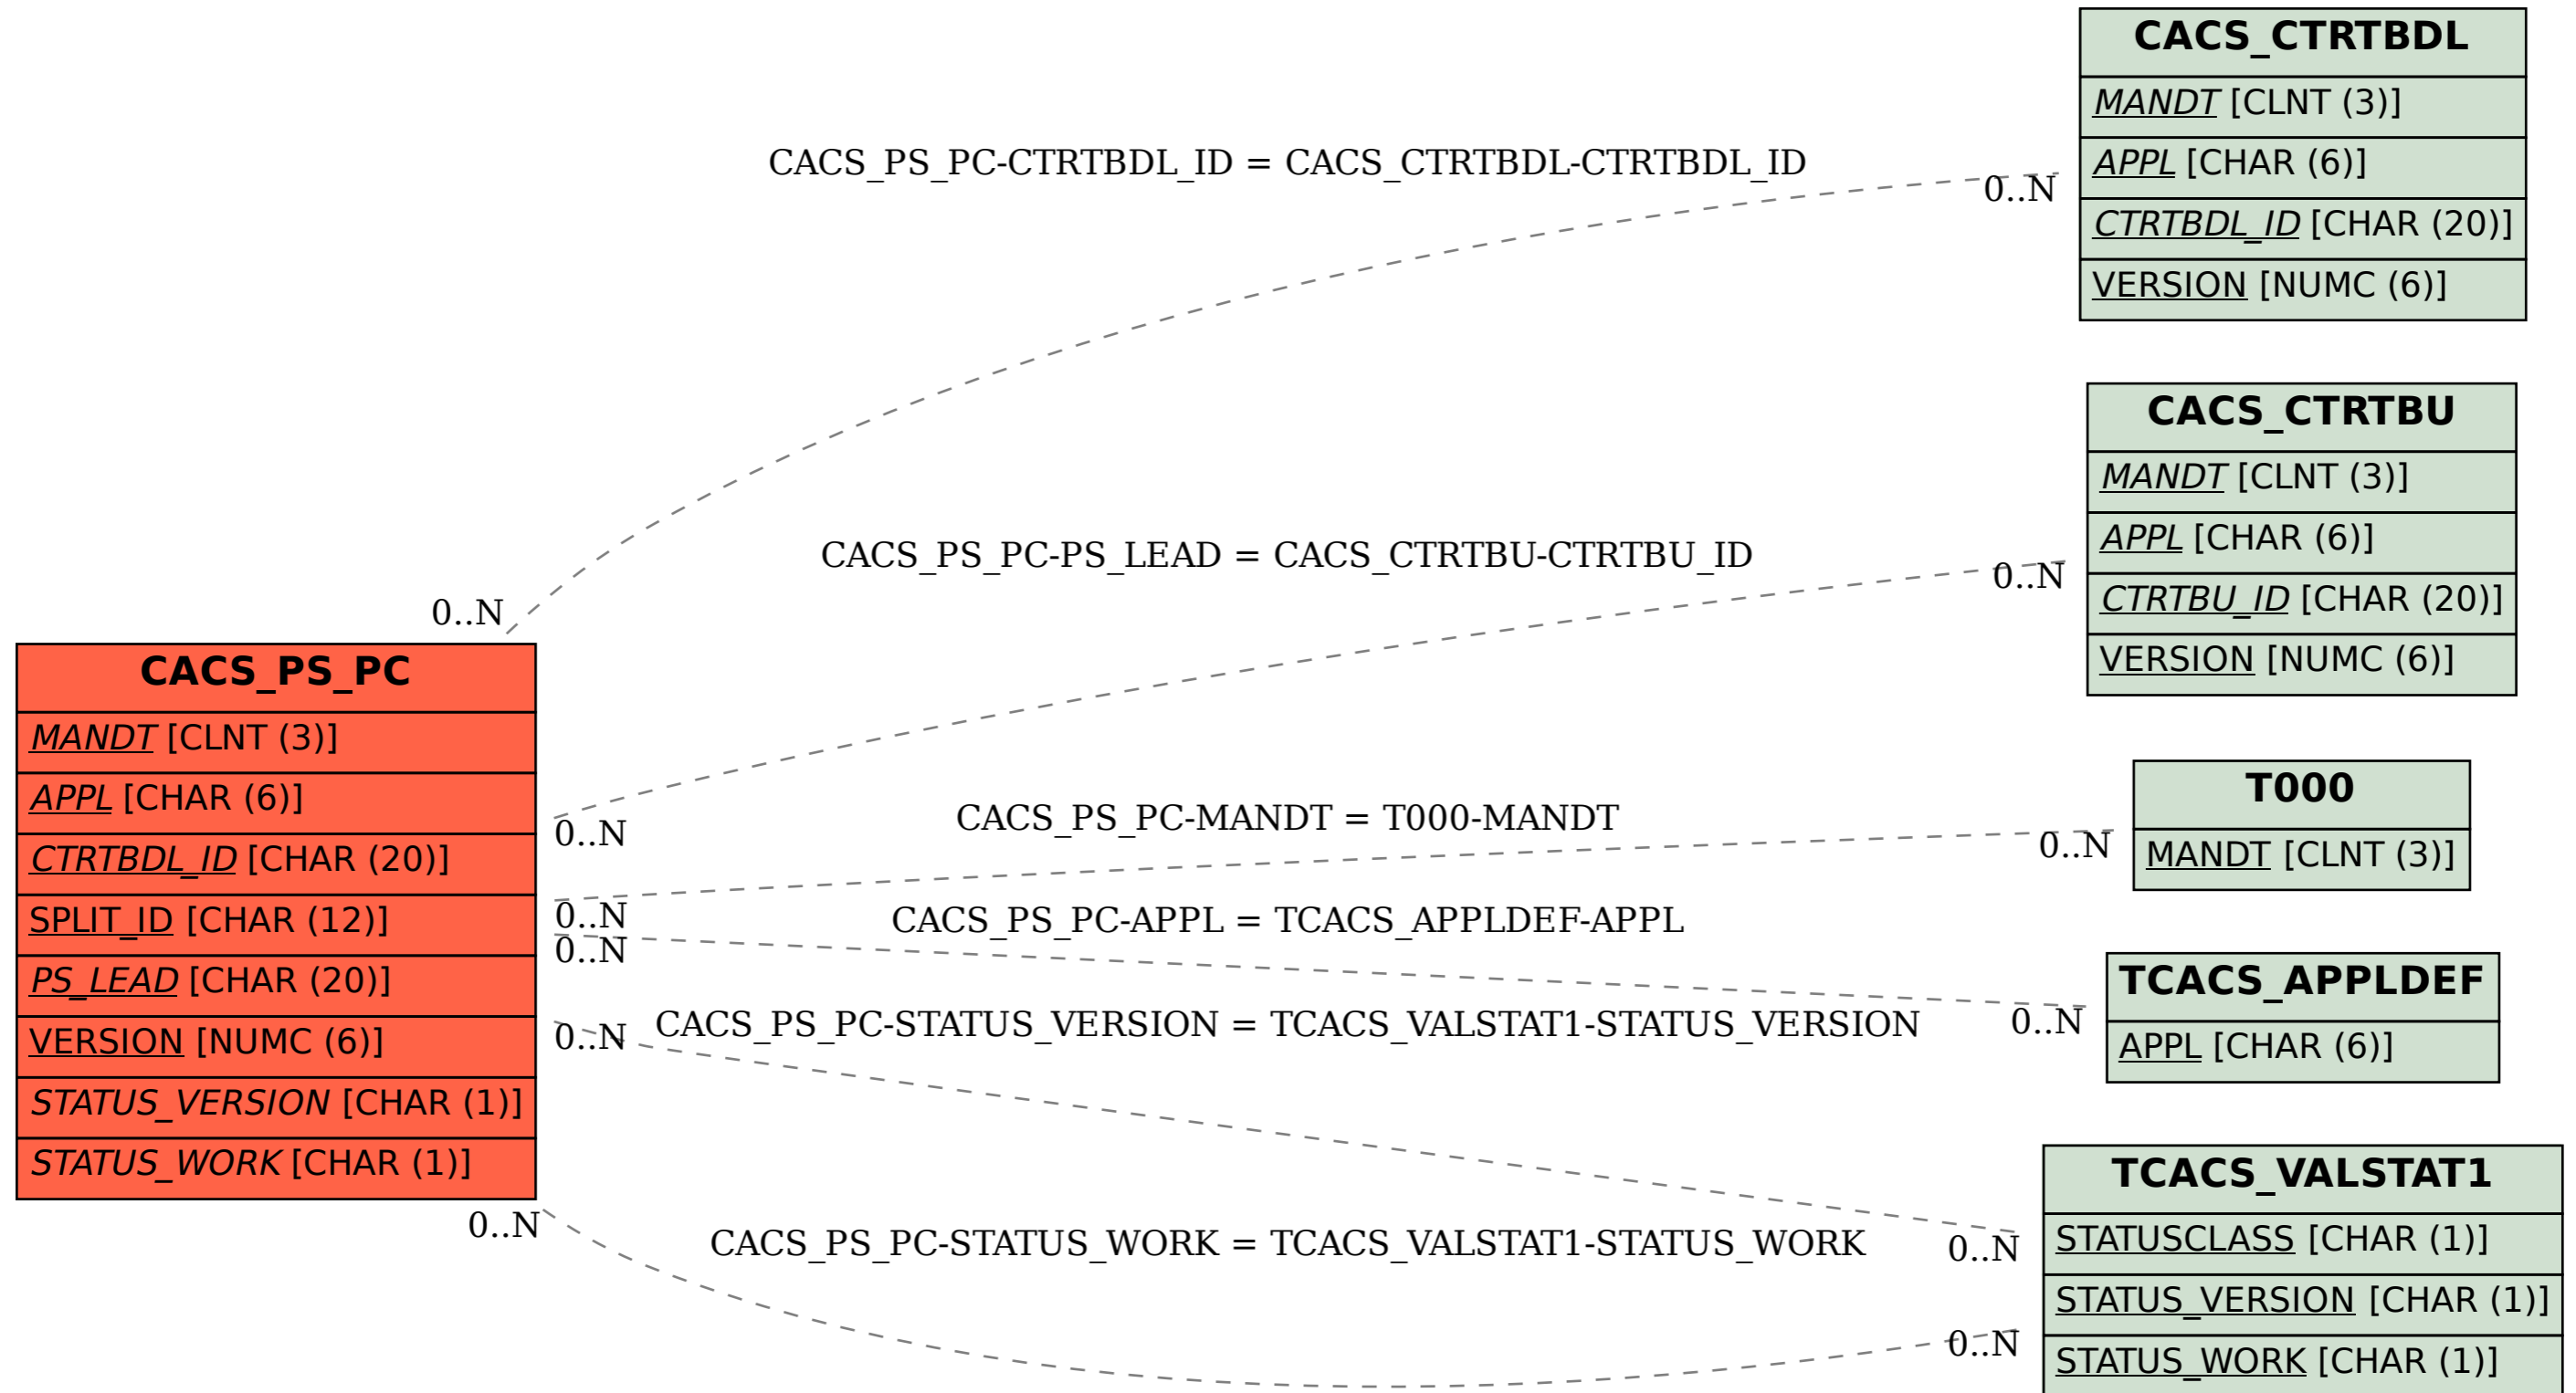 CACS_CTRTBDL
MANDT [CLNT (3)]
APPL [CHAR (6)]
CTRTBDL_ID [CHAR (20)]
VERSION [NUMC (6)]
CACS_PS_PC-CTRTBDL_ID = CACS_CTRTBDL-CTRTBDL_ID
0..N
0..N
CACS_CTRTBU
MANDT [CLNT (3)]
APPL [CHAR (6)]
CTRTBU_ID [CHAR (20)]
VERSION [NUMC (6)]
CACS_PS_PC-PS_LEAD = CACS_CTRTBU-CTRTBU_ID
0..N
0..N
CACS_PS_PC
MANDT [CLNT (3)]
APPL [CHAR (6)]
CTRTBDL_ID [CHAR (20)]
SPLIT_ID [CHAR (12)]
PS_LEAD [CHAR (20)]
VERSION [NUMC (6)]
STATUS_VERSION [CHAR (1)]
STATUS_WORK [CHAR (1)]
CACS_PS_PC-MANDT = T000-MANDT
0..N
0..N
T000
MANDT [CLNT (3)]
CACS_PS_PC-APPL = TCACS_APPLDEF-APPL
0..N
0..N
TCACS_APPLDEF
APPL [CHAR (6)]
CACS_PS_PC-STATUS_VERSION = TCACS_VALSTAT1-STATUS_VERSION
0..N
0..N
CACS_PS_PC-STATUS_WORK = TCACS_VALSTAT1-STATUS_WORK
0..N
0..N
TCACS_VALSTAT1
STATUSCLASS [CHAR (1)]
STATUS_VERSION [CHAR (1)]
STATUS_WORK [CHAR (1)]